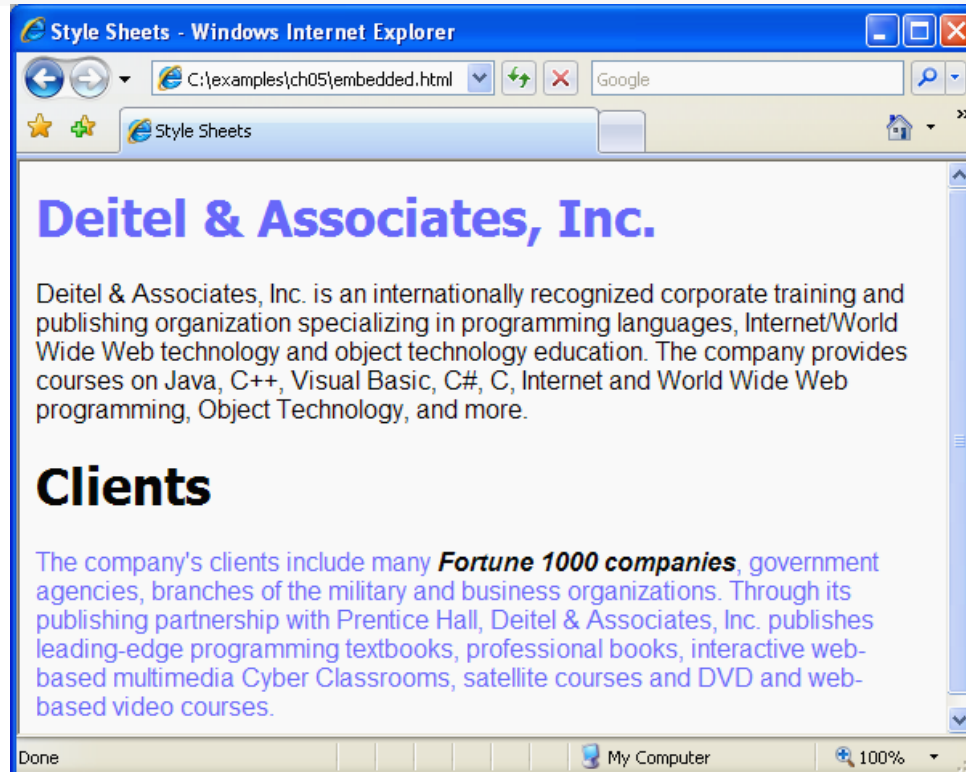 Style Sheets - Windows Internet Explorer
C:\examples\ch05\embedded.html
Google
Style Sheets
Deitel & Associates, Inc.
Deitel & Associates, Inc. is an internationally recognized corporate training and
publishing organization specializing in programming languages, Internet/World
Wide Web technology and object technology education. The company provides
courses on Java, C++, Visual Basic, C#, C, Internet and World Wide Web
programming, Object Technology, and more.
Clients
The company's clients include many Fortune 1000 companies, government
agencies, branches of the military and business organizations. Through its
publishing partnership with Prentice Hall, Deitel & Associates, Inc. publishes
leading-edge programming textbooks, professional books, interactive web-
based multimedia Cyber Classrooms, satellite courses and DVD and web-
based video courses.
Done
My Computer
100%